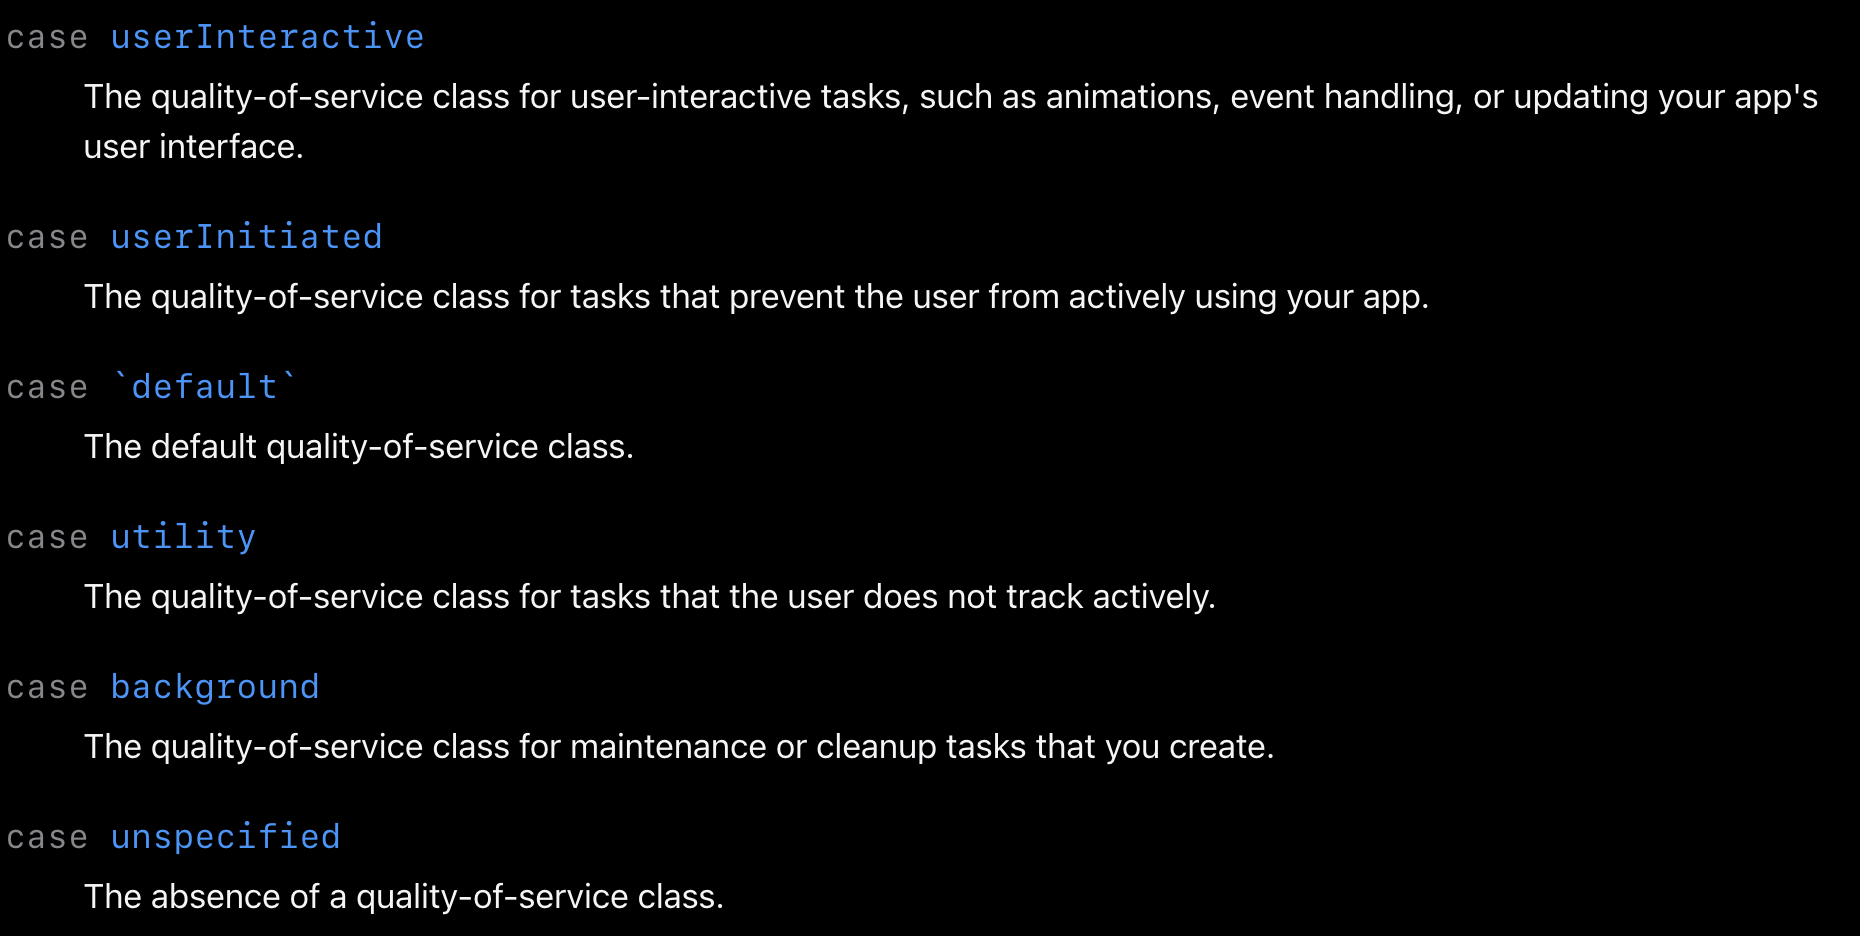 case userInteractive
The quality-of-service class for user-interactive tasks, such as animations, event handling, or updating your app's
user interface.
case userInitiated
The quality-of-service class for tasks that prevent the user from actively using your app.
case `default`
The default quality-of-service class.
case utility
The quality-of-service class for tasks that the user does not track actively.
case background
The quality-of-service class for maintenance or cleanup tasks that you create.
case unspecified
The absence of a quality-of-service class.